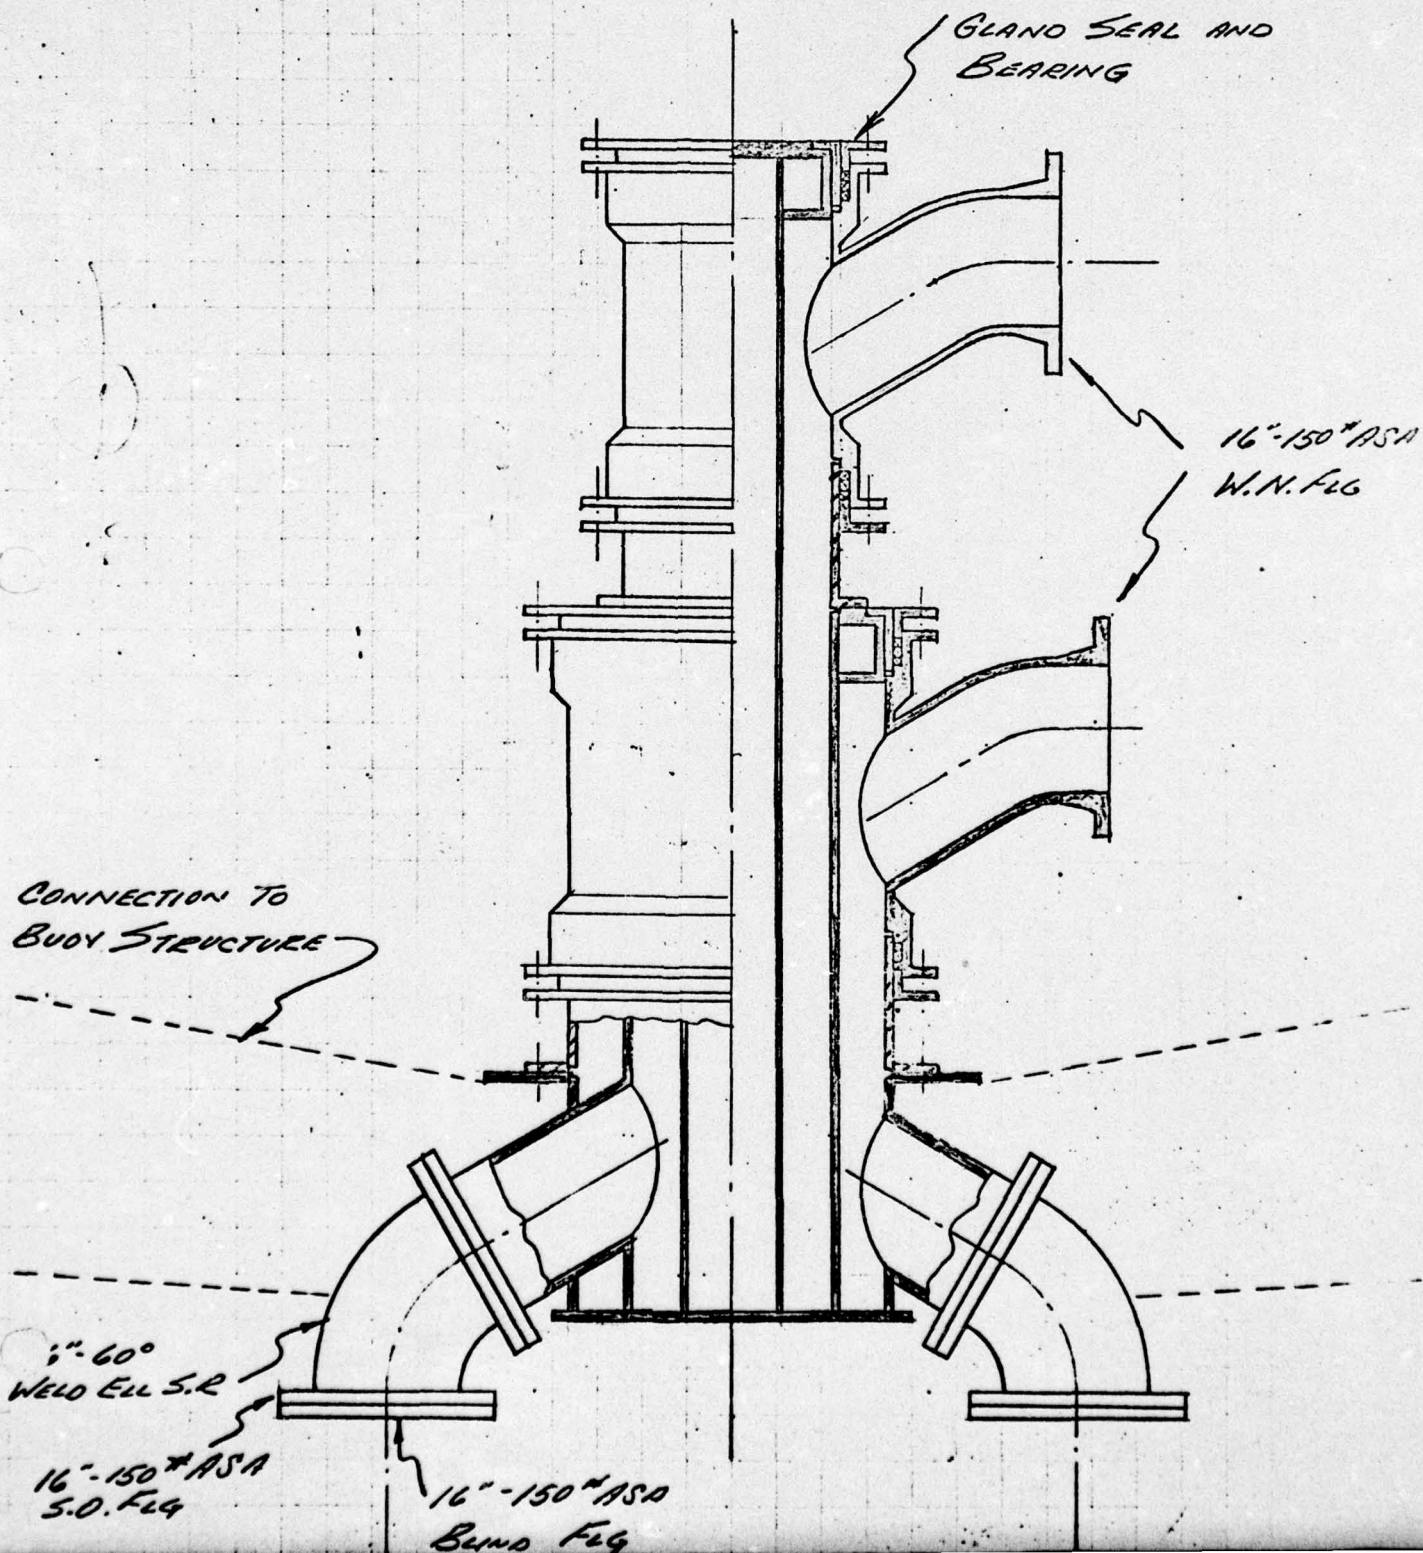 GLAND SEAL AND
BEARING
16"-150# ASA
W.N. FLG
CONNECTION TO
BUOY STRUCTURE
"-60°
WELD ELL S.R
16"-150# ASA
S.O. FLG
16"-150# ASA
BLIND FLG